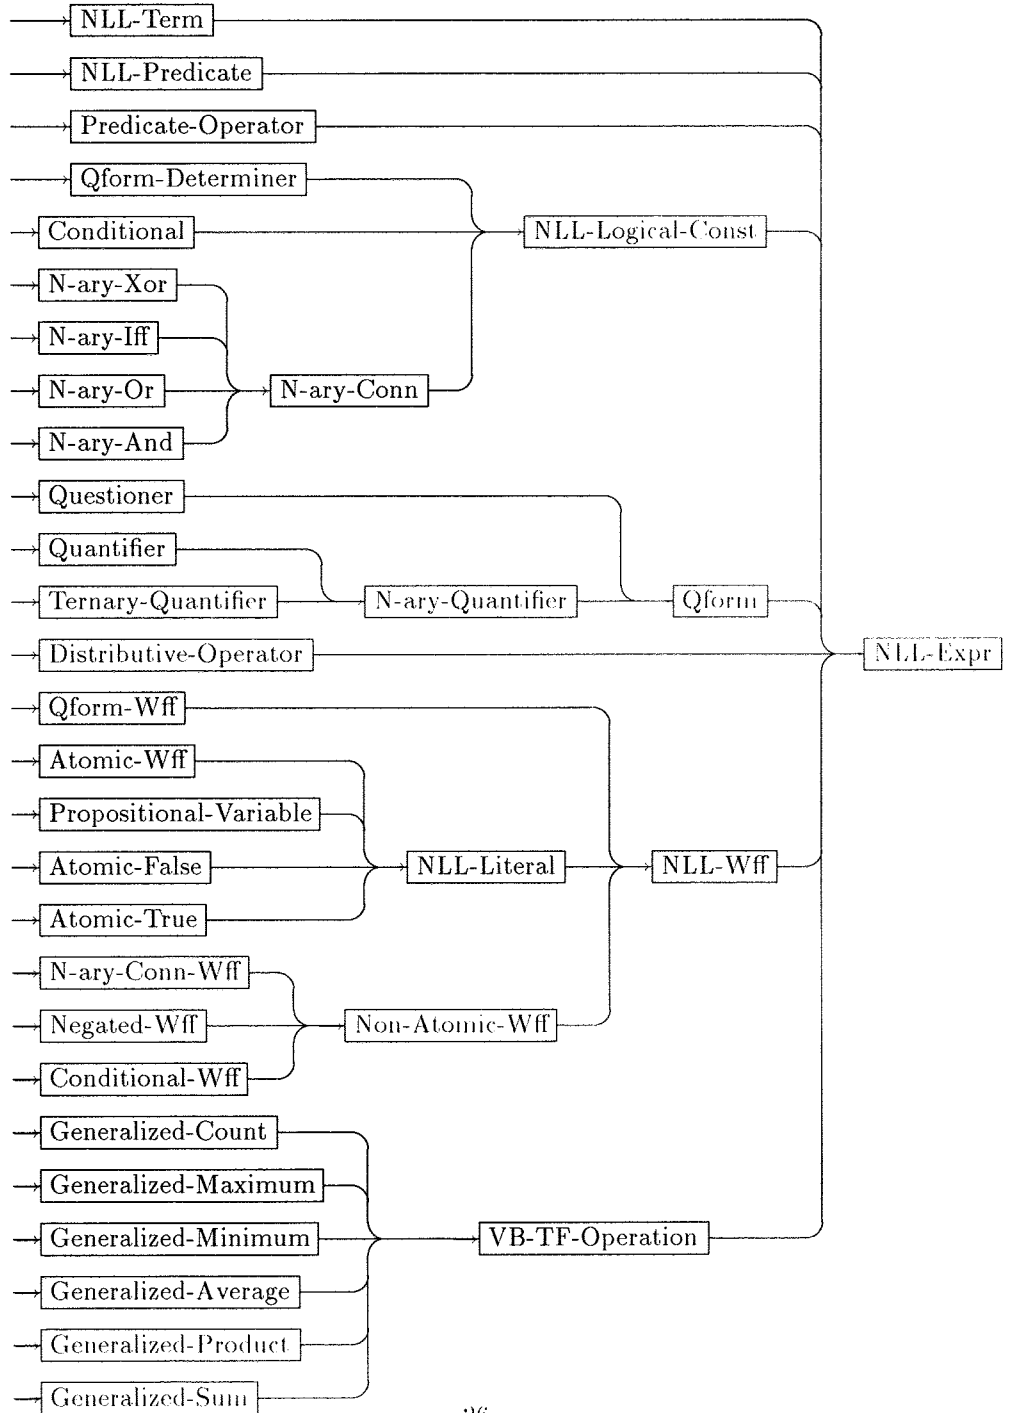 NLL-Term
NLL-Predicate
Predicate-Operator
Qform-Determiner
Conditional
NLL-Logical-Const
N-ary-Xor
N-ary-Iff
N-ary-Or
N-ary-Conn
N-ary-And
Questioner
Quantifier
Ternary-Quantifier
N-ary-Quantifier
Qform
Distributive-Operator
NLL-Expr
Qform-Wff
Atomic-Wff
Propositional-Variable
Atomic-False
NLL-Literal
NLL-Wff
Atomic-True
N-ary-Conn-Wff
Negated-Wff
Non-Atomic-Wff
Conditional-Wff
Generalized-Count
Generalized-Maximum
Generalized-Minimum
VB-TF-Operation
Generalized-Average
Generalized-Product
Generalized-Sum